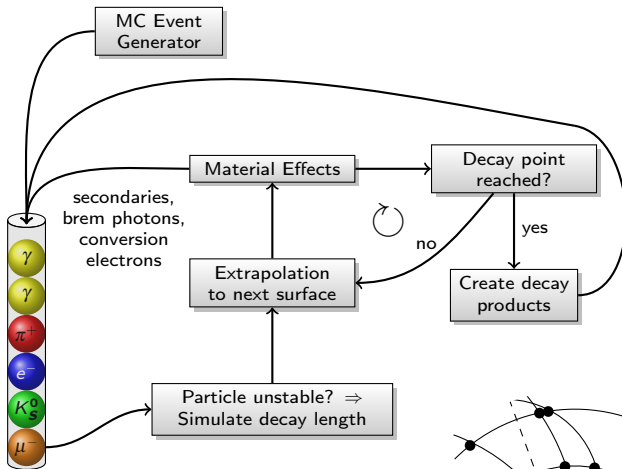 MC Event
Generator
Material Effects
Decay point
reached?
secondaries,
brem photons,
conversion
electrons
no
yes
γ
γ
π⁺
e⁻
K⁰ₛ
μ⁻
Extrapolation
to next surface
Create decay
products
Particle unstable? ⇒
Simulate decay length